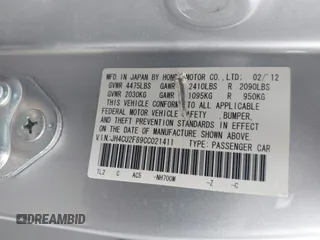 MFD. IN JAPAN BY HONDA MOTOR CO., LTD. 02/12
GVWR 4475LBS GAWR F 2410LBS R 2090LBS
GVWR 2030KG GAWR F 1095KG R 950KG
THIS VEHICLE CONFORMS TO ALL APPLICABLE
FEDERAL MOTOR VEHICLE SAFETY, BUMPER,
AND THEFT PREVENTION STANDARDS IN EFFECT
ON THE DATE OF MANUFACTURE SHOWN ABOVE.
V.I.N. JH4CU2F69CC021411 TYPE: PASSENGER CAR
TL2 C AC5 -NH700M -Z -C
© DREAMBID